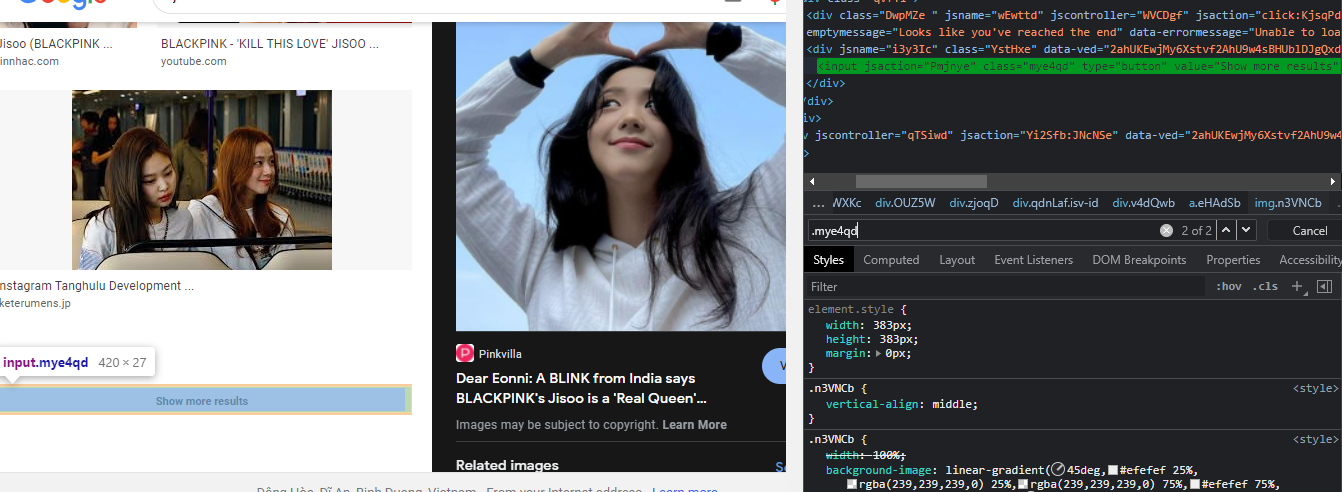 Google
Jisoo (BLACKPINK ...
innhac.com
BLACKPINK - 'KILL THIS LOVE' JISOO ...
youtube.com
nstagram Tanghulu Development ...
keterumens.jp
input.mye4qd 420 × 27
Show more results
Pinkvilla
V
Dear Eonni: A BLINK from India says
BLACKPINK's Jisoo is a 'Real Queen'...
Images may be subject to copyright. Learn More
Related images
Se
Đông Hòa, Dĩ An, Binh Duong, Vietnam - From your Internet address - Learn more
<div class="DwpMZe " jsname="wEwttd" jscontroller="WVCDgf" jsaction="click:KjsqPd
emptymessage="Looks like you've reached the end" data-errormessage="Unable to loa
<div jsname="i3y3Ic" class="YstHxe" data-ved="2ahUKEwjMy6Xstvf2AhU9w4sBHUblDJgQxd
<input jsaction="Pmjnye" class="mye4qd" type="button" value="Show more results"
</div>
/div>
iv>
v jscontroller="qTSiwd" jsaction="Yi2Sfb:JNcNSe" data-ved="2ahUKEwjMy6Xstvf2AhU9w4
>
... WXKc div.OUZ5W div.zjoqD div.qdnLaf.isv-id div.v4dQwb a.eHAdSb img.n3VNCb
.mye4qd 2 of 2 Cancel
Styles Computed Layout Event Listeners DOM Breakpoints Properties Accessibility
Filter :hov .cls
element.style {
width: 383px;
height: 383px;
margin: 0px;
}
.n3VNCb { <style>
vertical-align: middle;
}
.n3VNCb { <style>
width: 100%;
background-image: linear-gradient(45deg,#efefef 25%,
rgba(239,239,239,0) 25%,rgba(239,239,239,0) 75%,#efefef 75%,